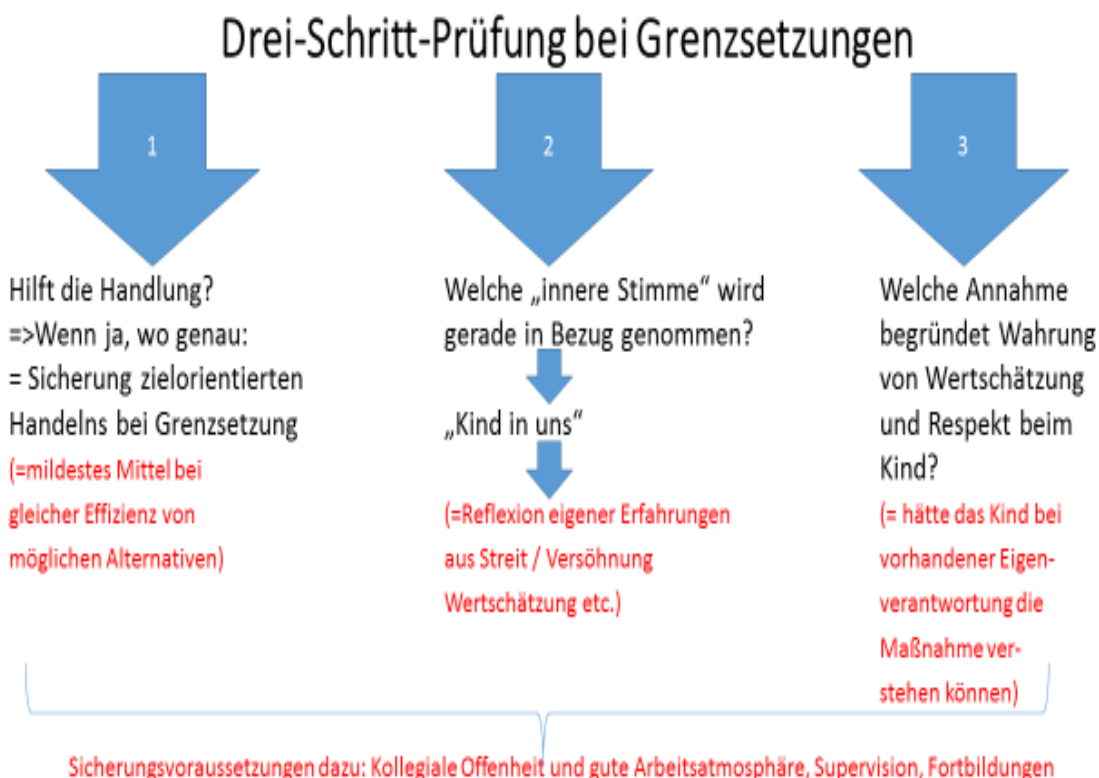 Drei-Schritt-Prüfung bei Grenzsetzungen
1
2
3
Hilft die Handlung?
=>Wenn ja, wo genau:
= Sicherung zielorientierten
Handelns bei Grenzsetzung
(=mildestes Mittel bei
gleicher Effizienz von
möglichen Alternativen)
Welche „innere Stimme“ wird
gerade in Bezug genommen?
„Kind in uns“
(=Reflexion eigener Erfahrungen
aus Streit / Versöhnung
Wertschätzung etc.)
Welche Annahme
begründet Wahrung
von Wertschätzung
und Respekt beim
Kind?
(= hätte das Kind bei
vorhandener Eigen-
verantwortung die
Maßnahme ver-
stehen können)
Sicherungsvoraussetzungen dazu: Kollegiale Offenheit und gute Arbeitsatmosphäre, Supervision, Fortbildungen